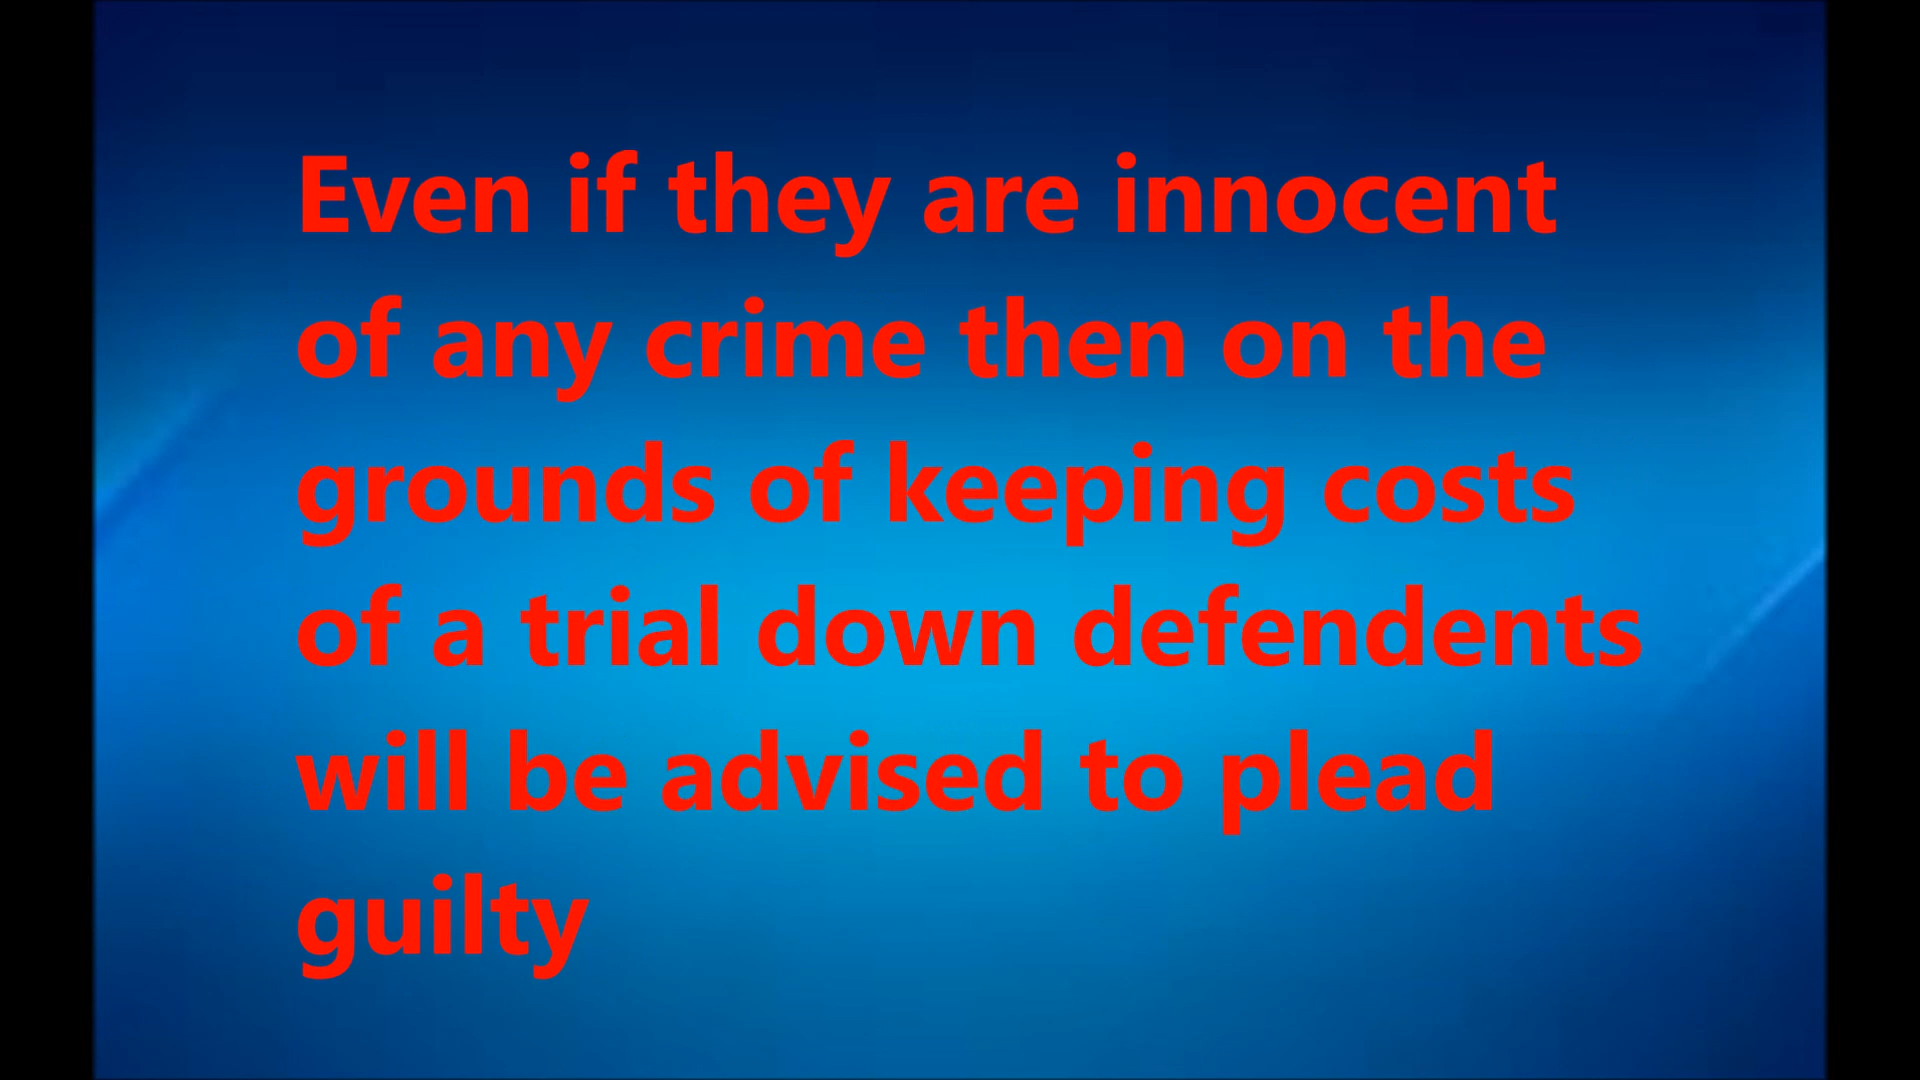 Even if they are innocent
of any crime then on the
grounds of keeping costs
of a trial down defendents
will be advised to plead
guilty